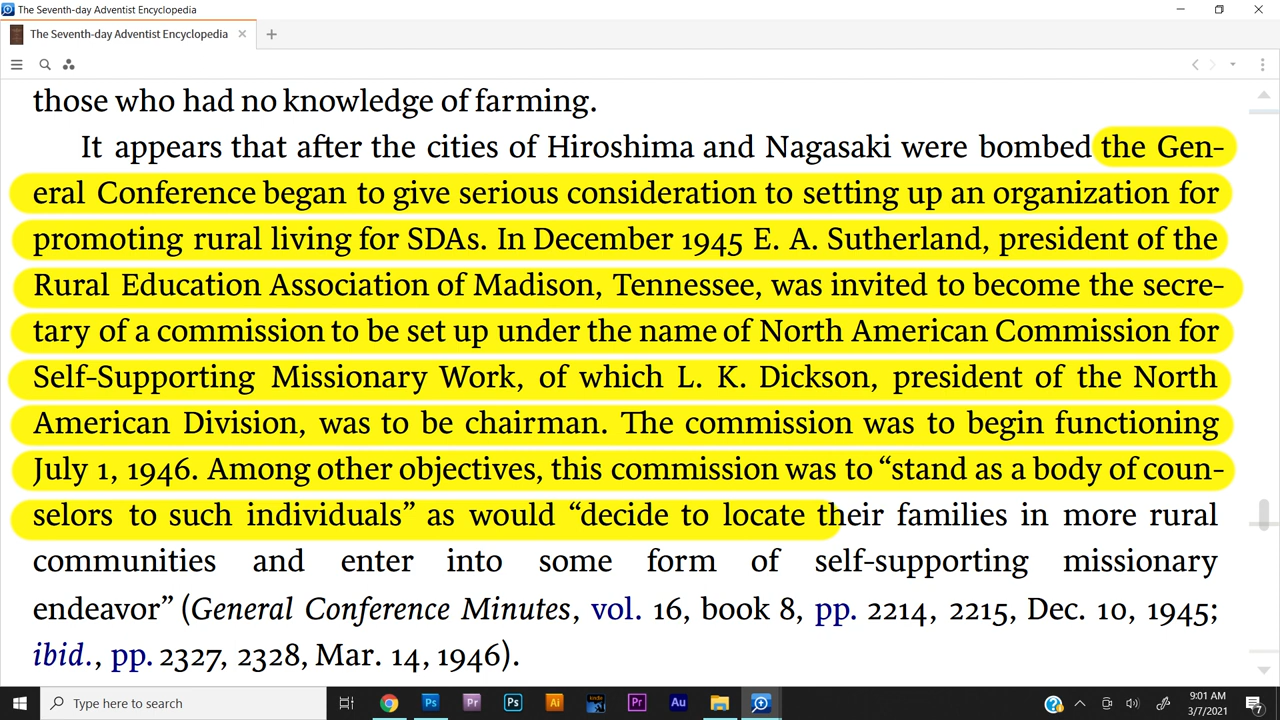 The Seventh-day Adventist Encyclopedia
The Seventh-day Adventist Encyclopedia
those who had no knowledge of farming.
It appears that after the cities of Hiroshima and Nagasaki were bombed the Gen-
eral Conference began to give serious consideration to setting up an organization for
promoting rural living for SDAs. In December 1945 E. A. Sutherland, president of the
Rural Education Association of Madison, Tennessee, was invited to become the secre-
tary of a commission to be set up under the name of North American Commission for
Self-Supporting Missionary Work, of which L. K. Dickson, president of the North
American Division, was to be chairman. The commission was to begin functioning
July 1, 1946. Among other objectives, this commission was to “stand as a body of coun-
selors to such individuals” as would “decide to locate their families in more rural
communities and enter into some form of self-supporting missionary
endeavor” (General Conference Minutes, vol. 16, book 8, pp. 2214, 2215, Dec. 10, 1945;
ibid., pp. 2327, 2328, Mar. 14, 1946).
Type here to search
Ps
Pr
Ps
Ai
kindle
Pr
Au
9:01 AM
3/7/2021
7